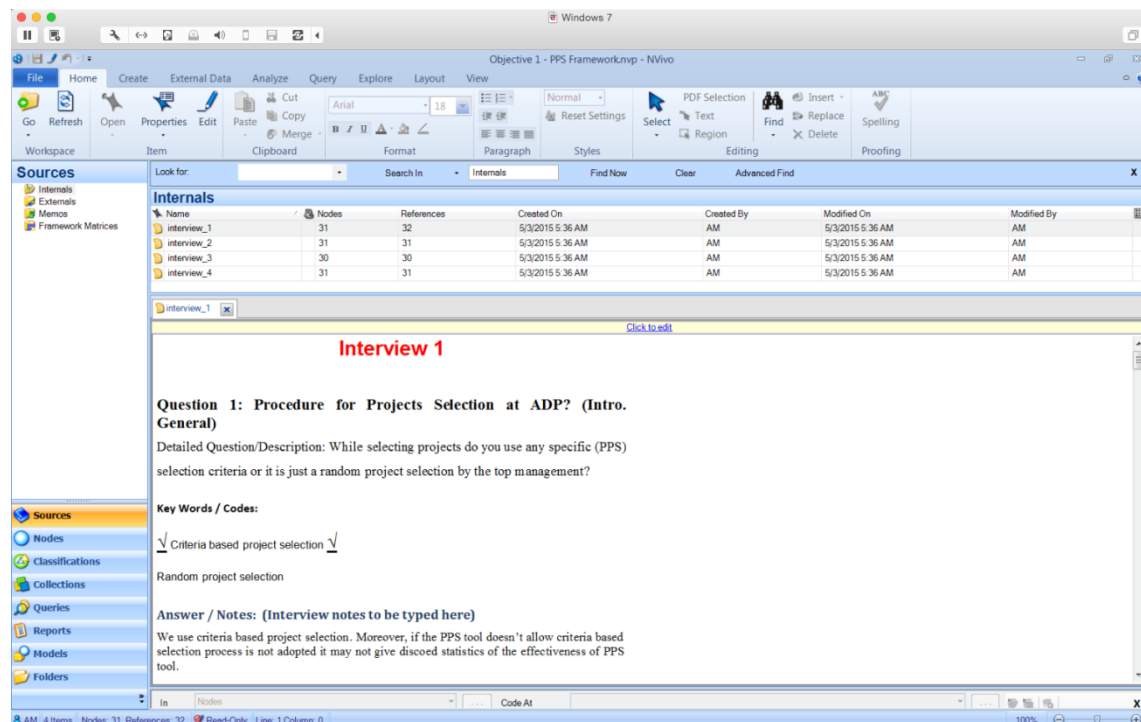 Windows 7
Objective 1 - PPS Framework.nvp - NVivo
File Home Create External Data Analyze Query Explore Layout View
Go Refresh Open Properties Edit Paste Cut Copy Merge Arial 18 B I U A Normal Reset Settings Select PDF Selection Text Region Find Insert Replace Delete ABC Spelling
Workspace Item Clipboard Format Paragraph Styles Editing Proofing
Sources
Internals
Externals
Memos
Framework Matrices
Look for: Search In Internals Find Now Clear Advanced Find X
Internals
Name Nodes References Created On Created By Modified On Modified By
interview_1 31 32 5/3/2015 5:36 AM AM 5/3/2015 5:36 AM AM
interview_2 31 31 5/3/2015 5:36 AM AM 5/3/2015 5:36 AM AM
interview_3 30 30 5/3/2015 5:36 AM AM 5/3/2015 5:36 AM AM
interview_4 31 31 5/3/2015 5:36 AM AM 5/3/2015 5:36 AM AM
interview_1 x
Click to edit
Interview 1
Question 1: Procedure for Projects Selection at ADP? (Intro.
General)
Detailed Question/Description: While selecting projects do you use any specific (PPS)
selection criteria or it is just a random project selection by the top management?
Key Words / Codes:
√ Criteria based project selection √
Random project selection
Answer / Notes: (Interview notes to be typed here)
We use criteria based project selection. Moreover, if the PPS tool doesn't allow criteria based
selection process is not adopted it may not give discoed statistics of the effectiveness of PPS
tool.
Sources
Nodes
Classifications
Collections
Queries
Reports
Models
Folders
In Nodes ... Code At ... X
AM 4 Items Nodes: 31 References: 32 Read-Only Line: 1 Column: 0 100%